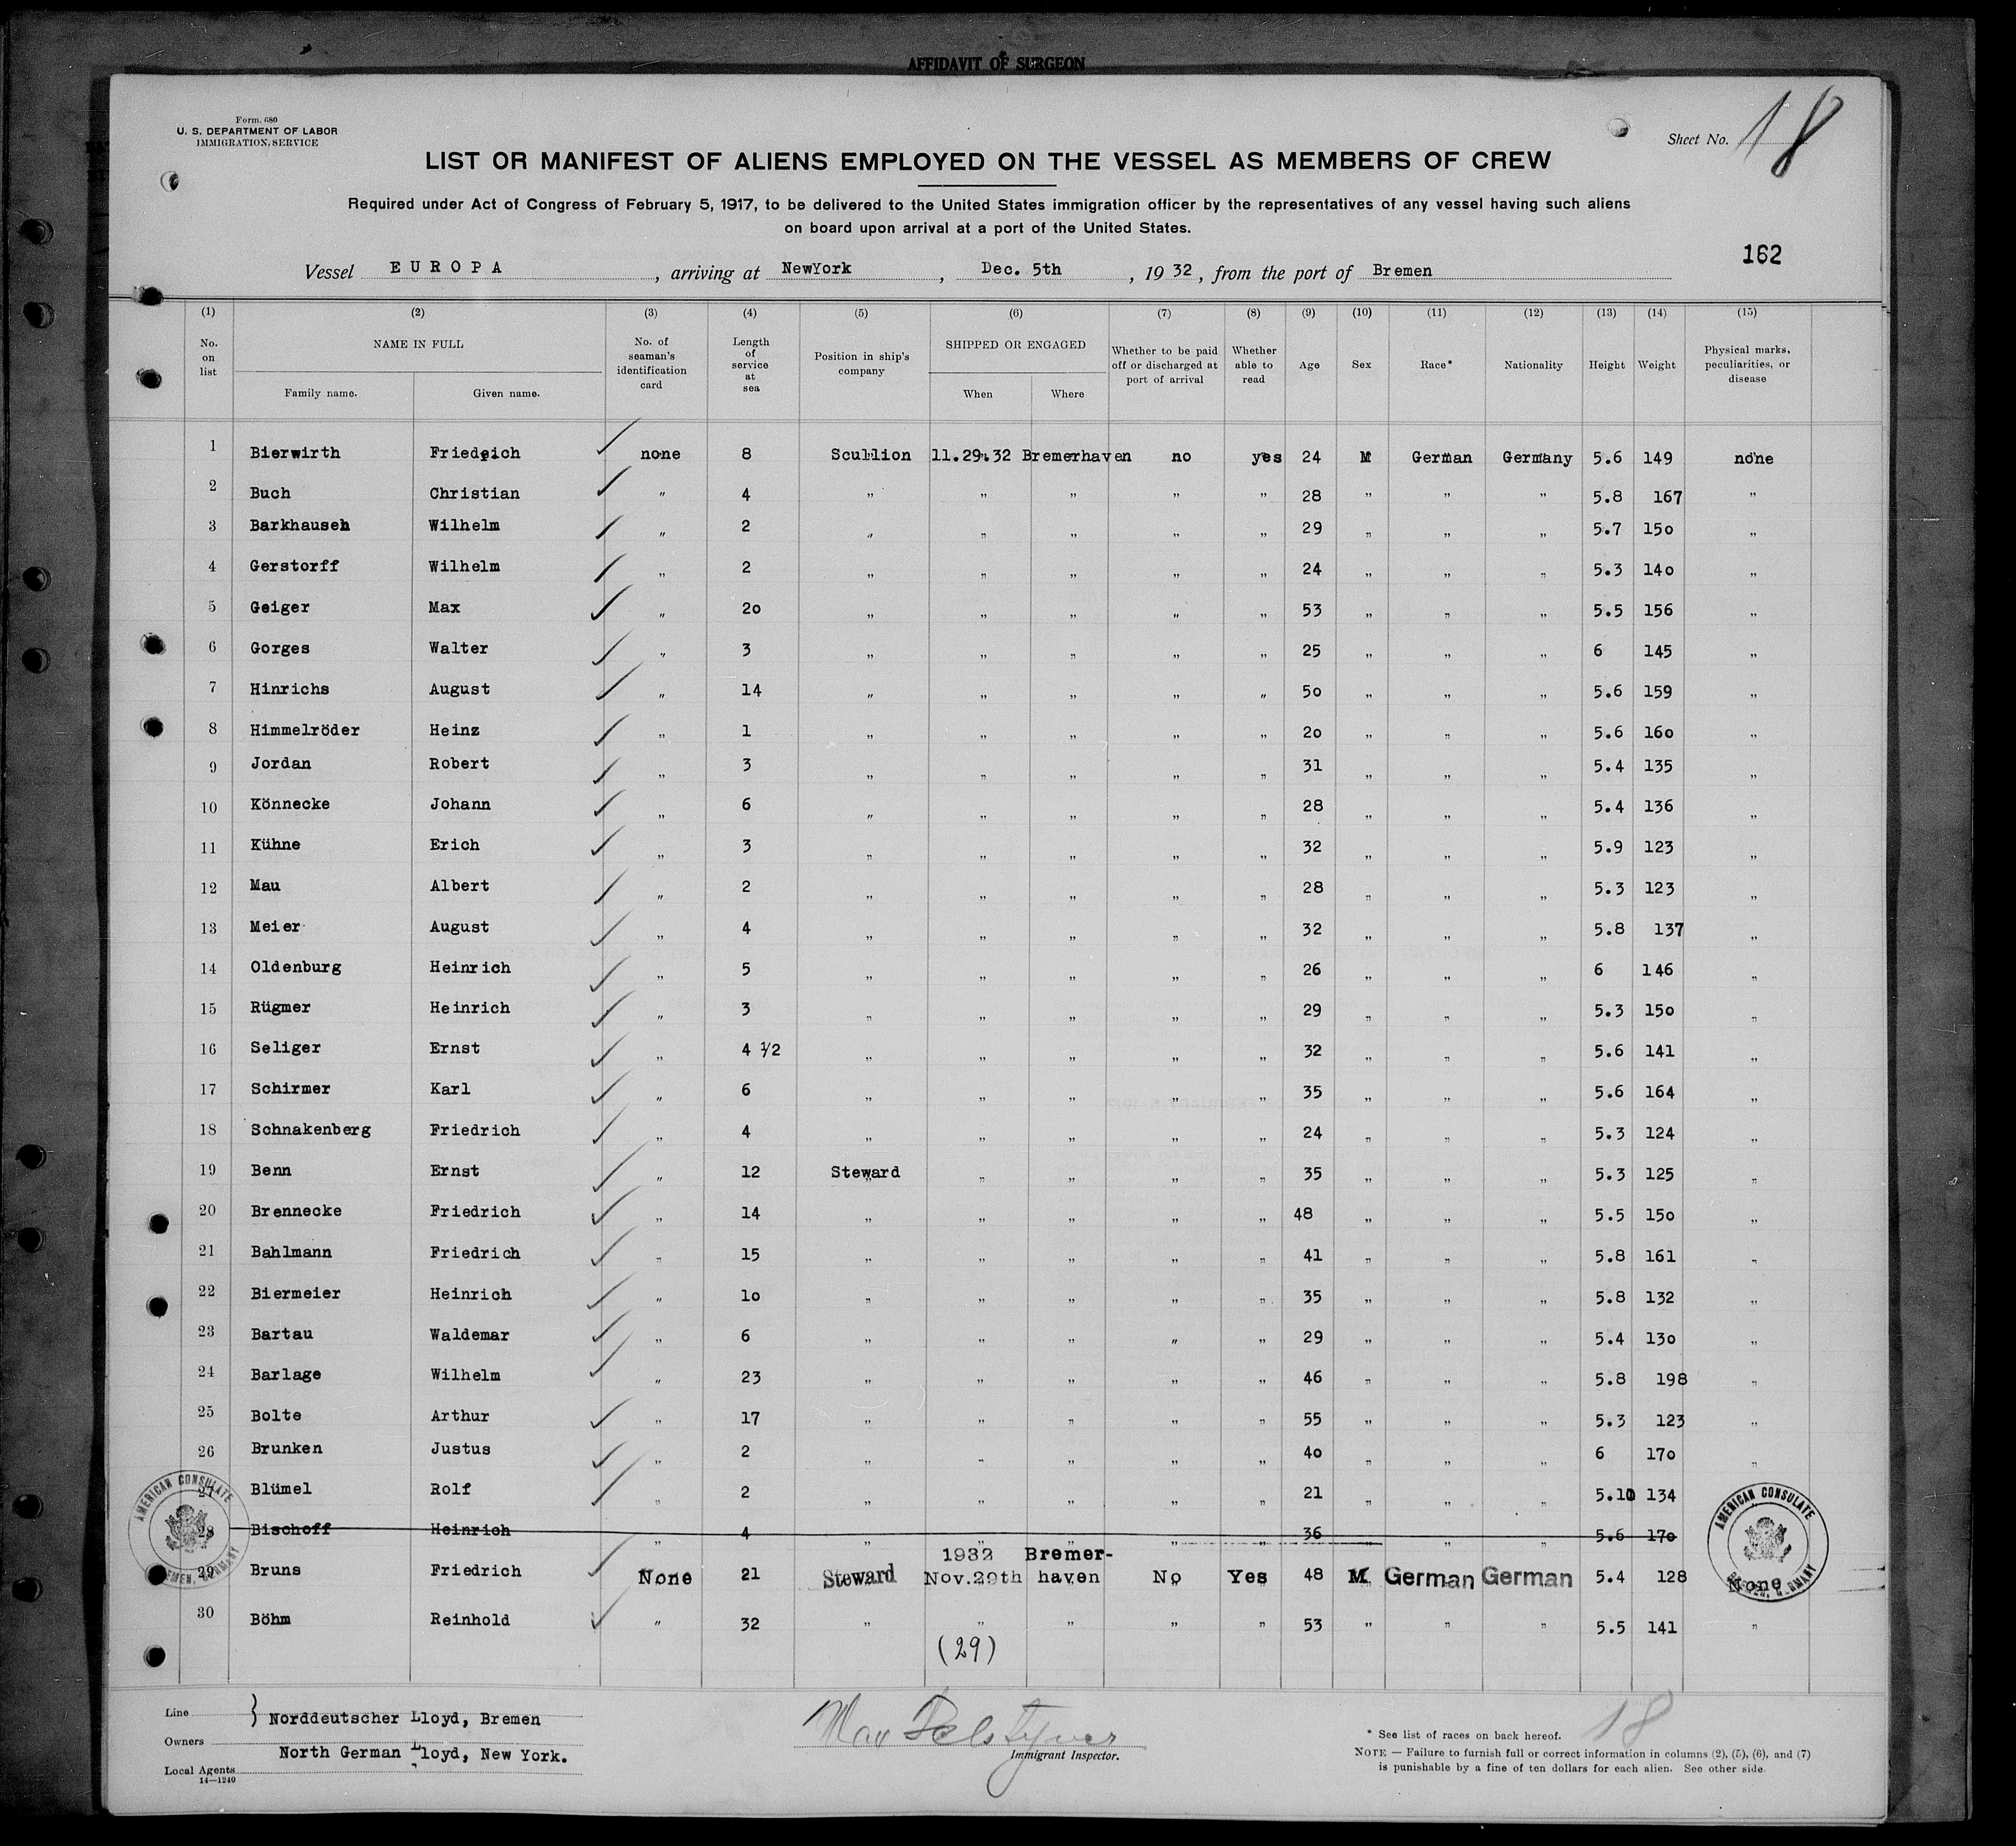 AFFIDAVIT OF SURGEON
Form. 680
U. S. DEPARTMENT OF LABOR
IMMIGRATION SERVICE
Sheet No. 18
LIST OR MANIFEST OF ALIENS EMPLOYED ON THE VESSEL AS MEMBERS OF CREW
Required under Act of Congress of February 5, 1917, to be delivered to the United States immigration officer by the representatives of any vessel having such aliens
on board upon arrival at a port of the United States.
162
Vessel EUROPA, arriving at NewYork, Dec. 5th, 1932, from the port of Bremen
(1) (2) (3) (4) (5) (6) (7) (8) (9) (10) (11) (12) (13) (14) (15)
No. on list NAME IN FULL Family name. Given name. No. of seaman's identification card Length of service at sea Position in ship's company SHIPPED OR ENGAGED When Where Whether to be paid off or discharged at port of arrival Whether able to read Age Sex Race* Nationality Height Weight Physical marks, peculiarities, or disease
1 Bierwirth Friedrich none 8 Scullion 11.29.32 Bremerhaven no yes 24 M German Germany 5.6 149 none
2 Buch Christian " 4 " " " " " 28 " " " 5.8 167 "
3 Barkhausen Wilhelm " 2 " " " " " 29 " " " 5.7 150 "
4 Gerstorff Wilhelm " 2 " " " " " 24 " " " 5.3 140 "
5 Geiger Max " 20 " " " " " 53 " " " 5.5 156 "
6 Gorges Walter " 3 " " " " " 25 " " " 6 145 "
7 Hinrichs August " 14 " " " " " 50 " " " 5.6 159 "
8 Himmelröder Heinz " 1 " " " " " 20 " " " 5.6 160 "
9 Jordan Robert " 3 " " " " " 31 " " " 5.4 135 "
10 Könnecke Johann " 6 " " " " " 28 " " " 5.4 136 "
11 Kühne Erich " 3 " " " " " 32 " " " 5.9 123 "
12 Mau Albert " 2 " " " " " 28 " " " 5.3 123 "
13 Meier August " 4 " " " " " 32 " " " 5.8 137 "
14 Oldenburg Heinrich " 5 " " " " " 26 " " " 6 146 "
15 Rügmer Heinrich " 3 " " " " " 29 " " " 5.3 150 "
16 Seliger Ernst " 4 1/2 " " " " " 32 " " " 5.6 141 "
17 Schirmer Karl " 6 " " " " " 35 " " " 5.6 164 "
18 Schnakenberg Friedrich " 4 " " " " " 24 " " " 5.3 124 "
19 Benn Ernst " 12 Steward " " " " 35 " " " 5.3 125 "
20 Brennecke Friedrich " 14 " " " " " 48 " " " 5.5 150 "
21 Bahlmann Friedrich " 15 " " " " " 41 " " " 5.8 161 "
22 Biermeier Heinrich " 10 " " " " " 35 " " " 5.8 132 "
23 Bartau Waldemar " 6 " " " " " 29 " " " 5.4 130 "
24 Barlage Wilhelm " 23 " " " " " 46 " " " 5.8 198 "
25 Bolte Arthur " 17 " " " " " 55 " " " 5.3 123 "
26 Brunken Justus " 2 " " " " " 40 " " " 6 170 "
27 Blümel Rolf " 2 " " " " " 21 " " " 5.10 134 "
28 Bischoff Heinrich " 4 " " " " " 36 " " " 5.6 170
29 Bruns Friedrich None 21 Steward 1932 Nov.29th Bremer-haven No Yes 48 M German German 5.4 128 None
30 Böhm Reinhold " 32 " " " " " 53 " " " 5.5 141 "
(29)
AMERICAN CONSULATE
BREMEN, GERMANY
AMERICAN CONSULATE
BREMEN, GERMANY
Line Norddeutscher Lloyd, Bremen
Owners
North German Lloyd, New York.
Local Agents
14—1240
Max
Immigrant Inspector.
18
* See list of races on back hereof.
NOTE — Failure to furnish full or correct information in columns (2), (5), (6), and (7)
is punishable by a fine of ten dollars for each alien. See other side.